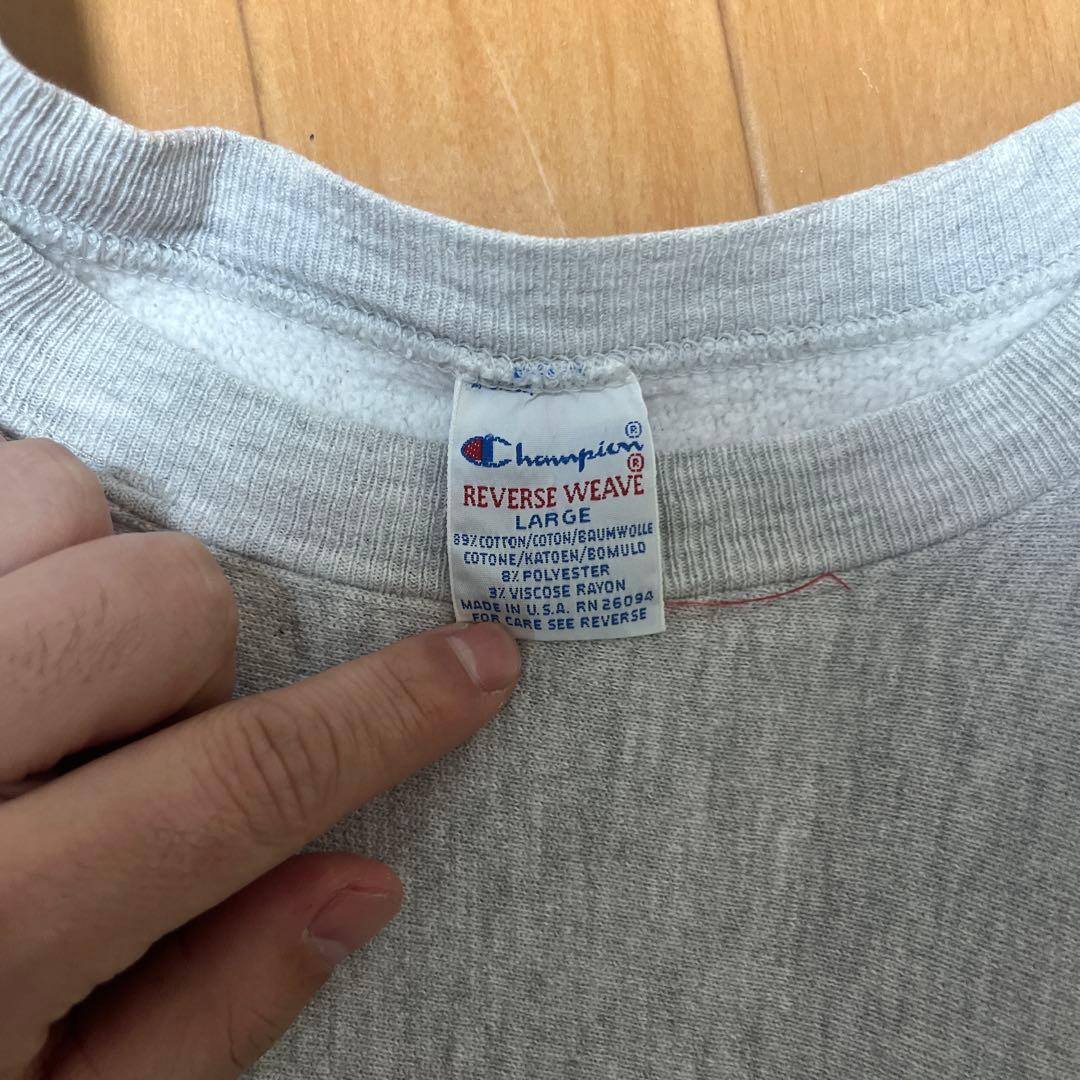 Champion®
REVERSE WEAVE®
LARGE
89% COTTON/COTON/BAUMWOLLE
COTONE/KATOEN/BOMULD
8% POLYESTER
3% VISCOSE RAYON
MADE IN U.S.A. RN 26094
FOR CARE SEE REVERSE